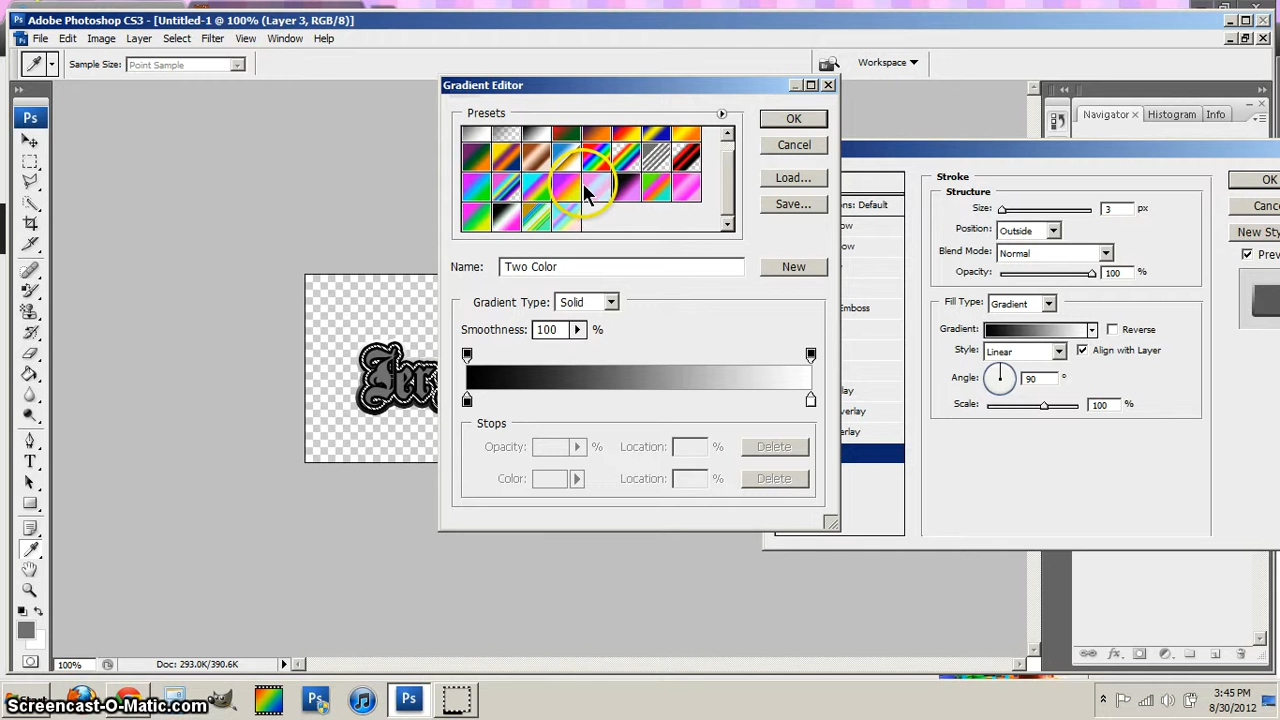 Adobe Photoshop CS3 - [Untitled-1 @ 100% (Layer 3, RGB/8)]
File Edit Image Layer Select Filter View Window Help
Sample Size: Point Sample
Workspace
Gradient Editor
Presets
OK
Cancel
Load...
Save...
Name: Two Color
New
Gradient Type: Solid
Smoothness: 100 %
Stops
Opacity: % Location: % Delete
Color: Location: % Delete
Navigator Histogram Info
Stroke
Structure
Size: 3 px
Position: Outside
Blend Mode: Normal
Opacity: 100 %
Fill Type: Gradient
Gradient: Reverse
Style: Linear Align with Layer
Angle: 90 °
Scale: 100 %
OK
New Sty
Ps
T
100% Doc: 293.0K/390.6K
Screencast-O-Matic.com
Ps
Ps
3:45 PM
8/30/2012